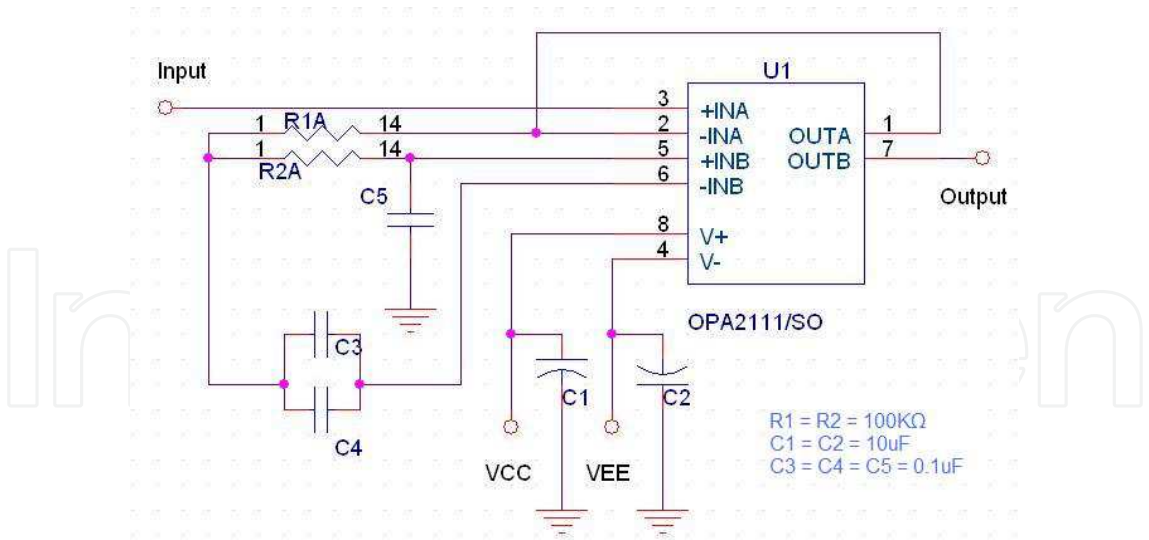 Input
U1
1 R1A 14
1 R2A 14
C5
3 +INA
2 -INA
5 +INB
6 -INB
8 V+
4 V-
OUTA 1
OUTB 7
Output
OPA2111/SO
C3
C4
C1
C2
VCC
VEE
R1 = R2 = 100KΩ
C1 = C2 = 10uF
C3 = C4 = C5 = 0.1uF